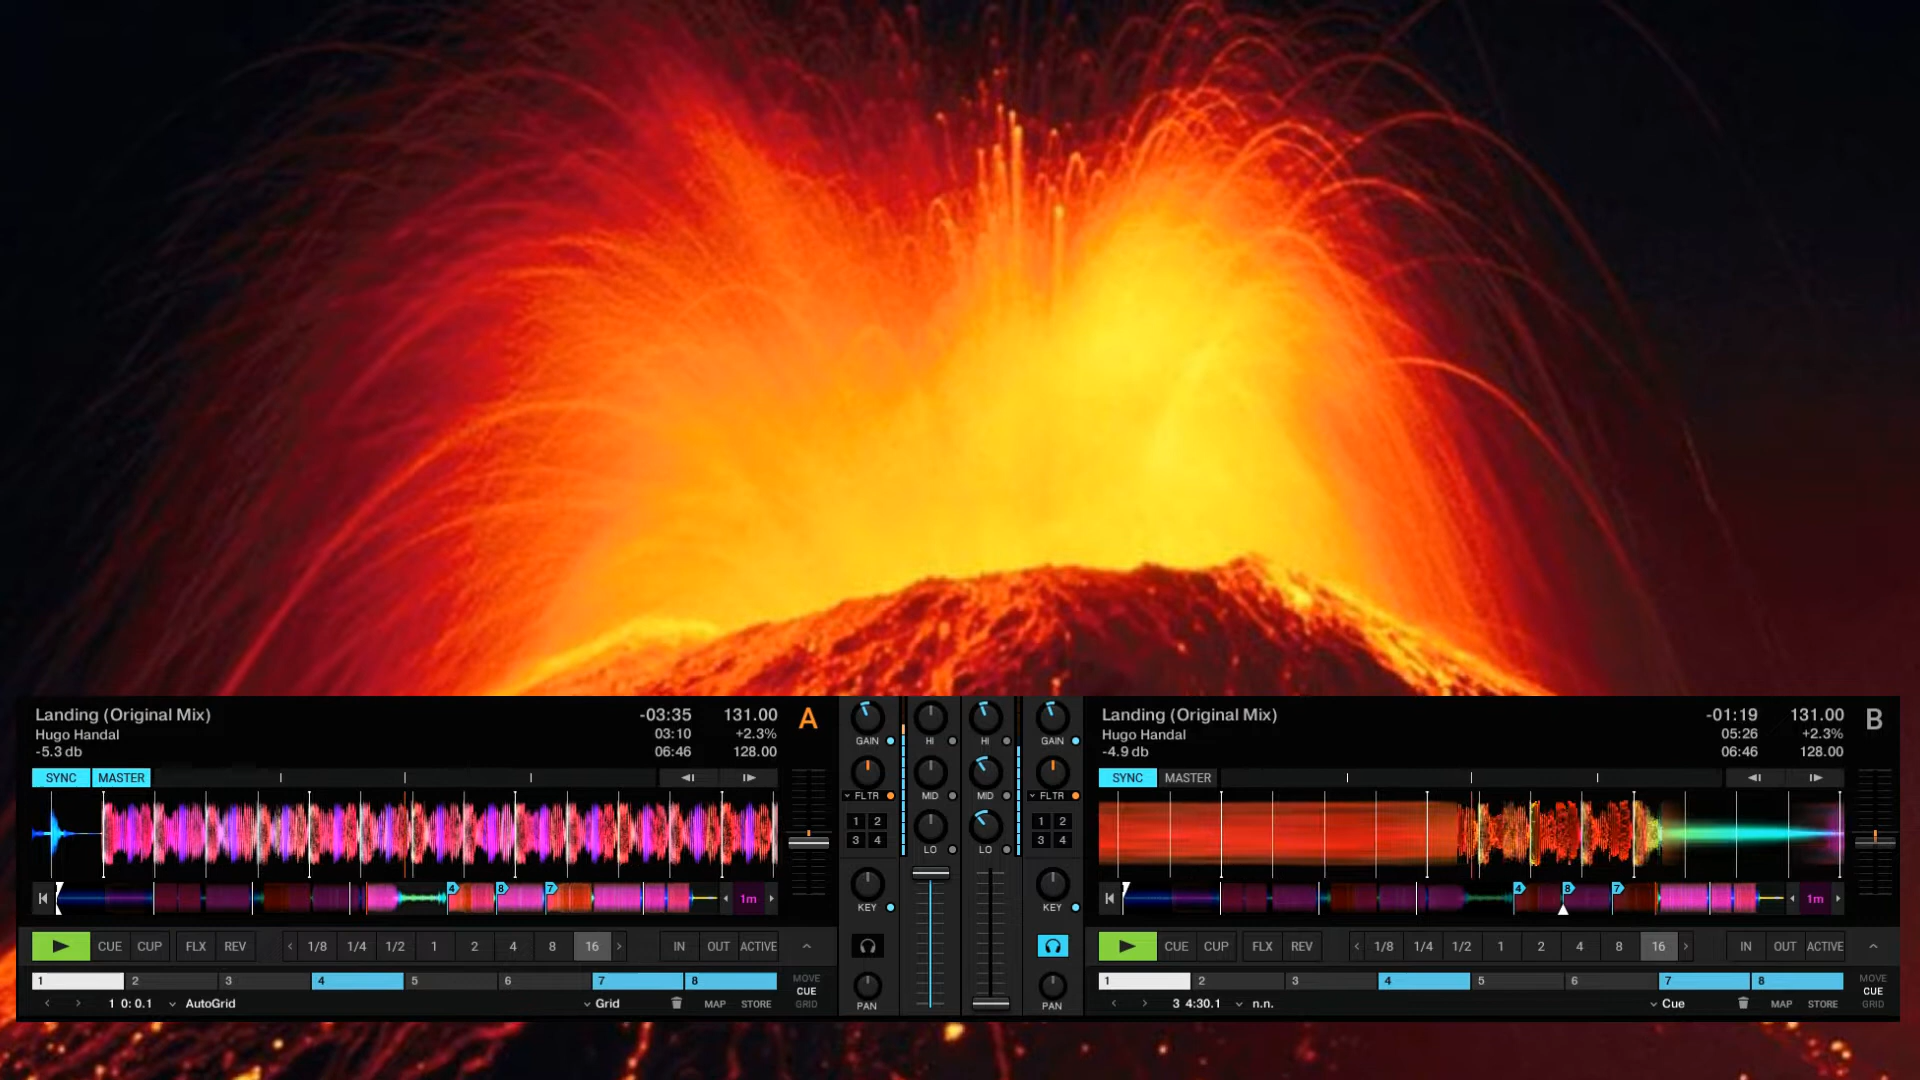 Landing (Original Mix) -03:35 131.00 A
Hugo Handal 03:10 +2.3%
-5.3 db 06:46 128.00
SYNC MASTER
4 8 7 1m
CUE CUP FLX REV 1/8 1/4 1/2 1 2 4 8 16 IN OUT ACTIVE
1 2 3 4 5 6 7 8 MOVE
CUE
GRID
1 0: 0.1 AutoGrid Grid MAP STORE
GAIN HI HI GAIN
FLTR MID MID FLTR
1 2 1 2
3 4 3 4
LO LO
KEY KEY
PAN PAN
Landing (Original Mix) -01:19 131.00 B
Hugo Handal 05:26 +2.3%
-4.9 db 06:46 128.00
SYNC MASTER
4 8 7 1m
CUE CUP FLX REV 1/8 1/4 1/2 1 2 4 8 16 IN OUT ACTIVE
1 2 3 4 5 6 7 8 MOVE
CUE
GRID
3 4:30.1 n.n. Cue MAP STORE